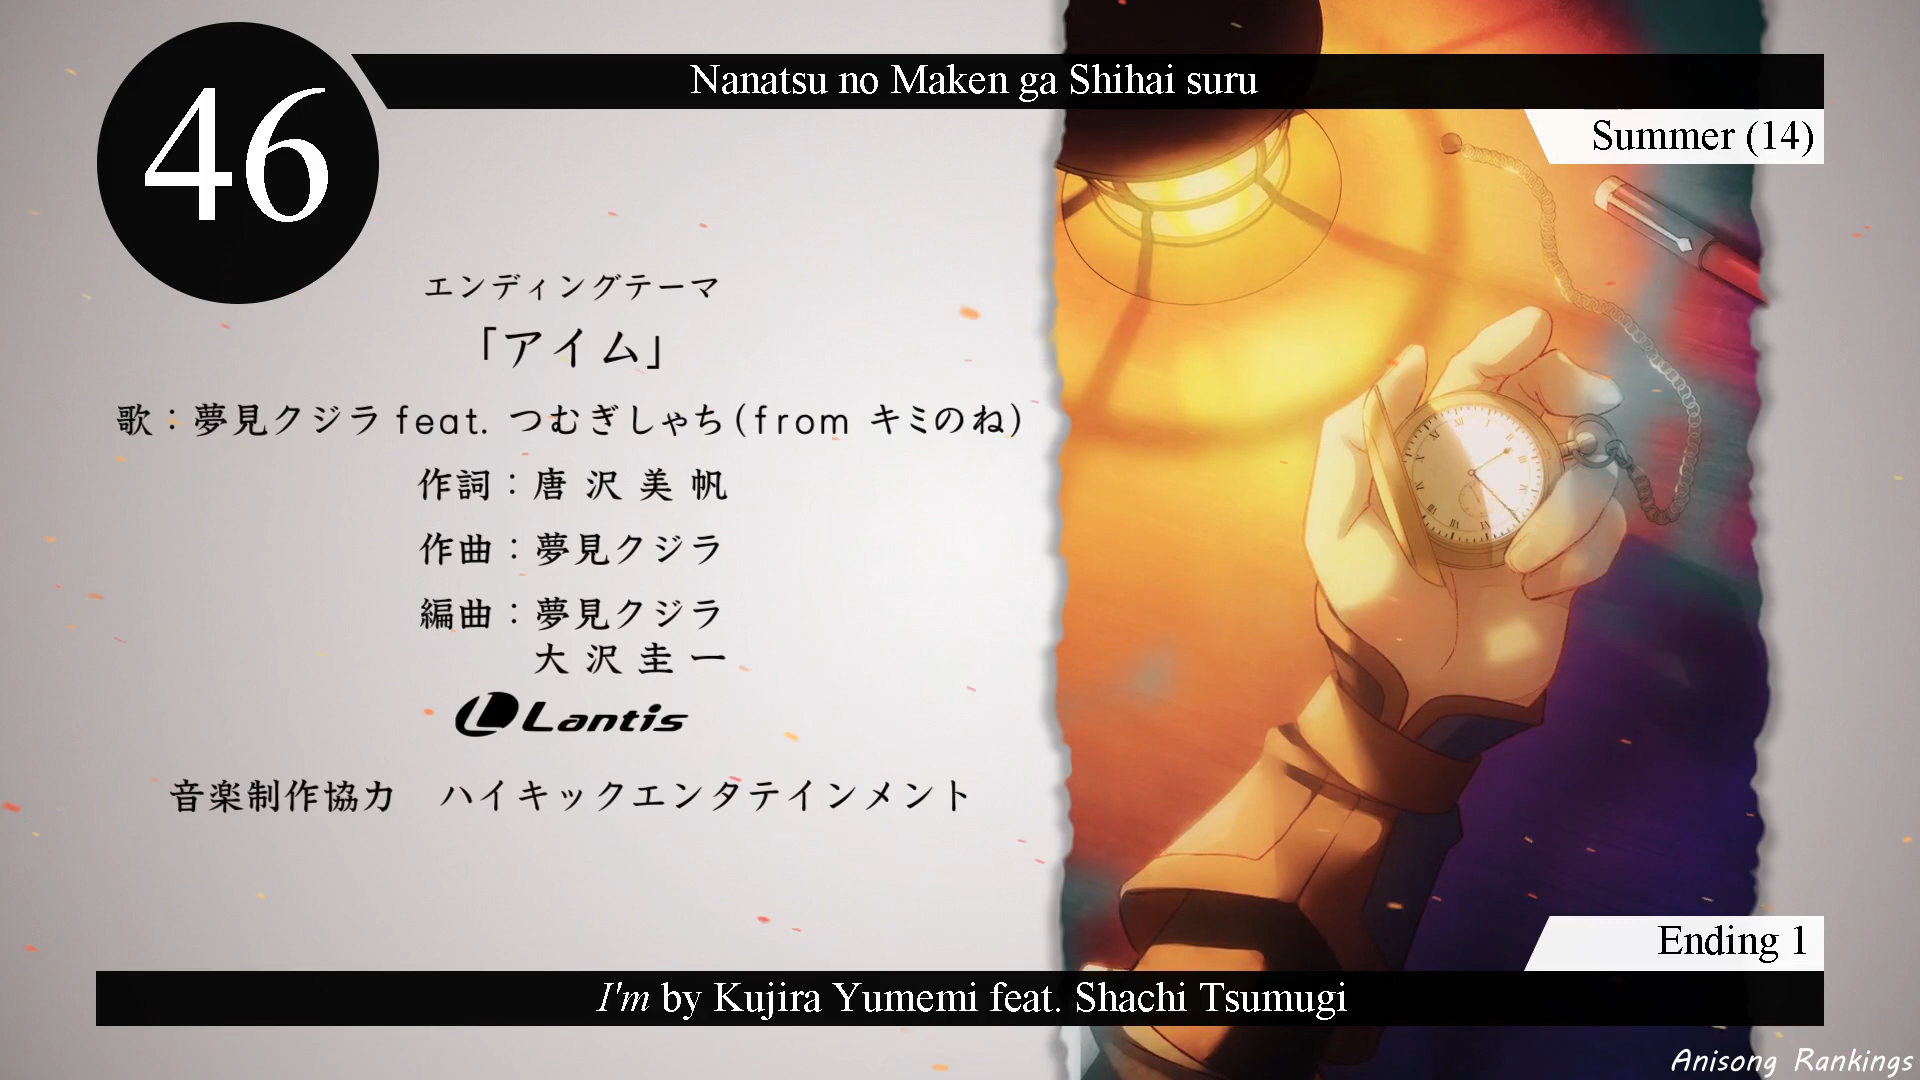 46
Nanatsu no Maken ga Shihai suru
Summer (14)
エンディングテーマ
「アイム」
歌：夢見クジラ feat. つむぎしゃち（from キミのね）
作詞：唐沢美帆
作曲：夢見クジラ
編曲：夢見クジラ
大沢圭一
Lantis
音楽制作協力　ハイキックエンタテインメント
Ending 1
I'm by Kujira Yumemi feat. Shachi Tsumugi
Anisong Rankings